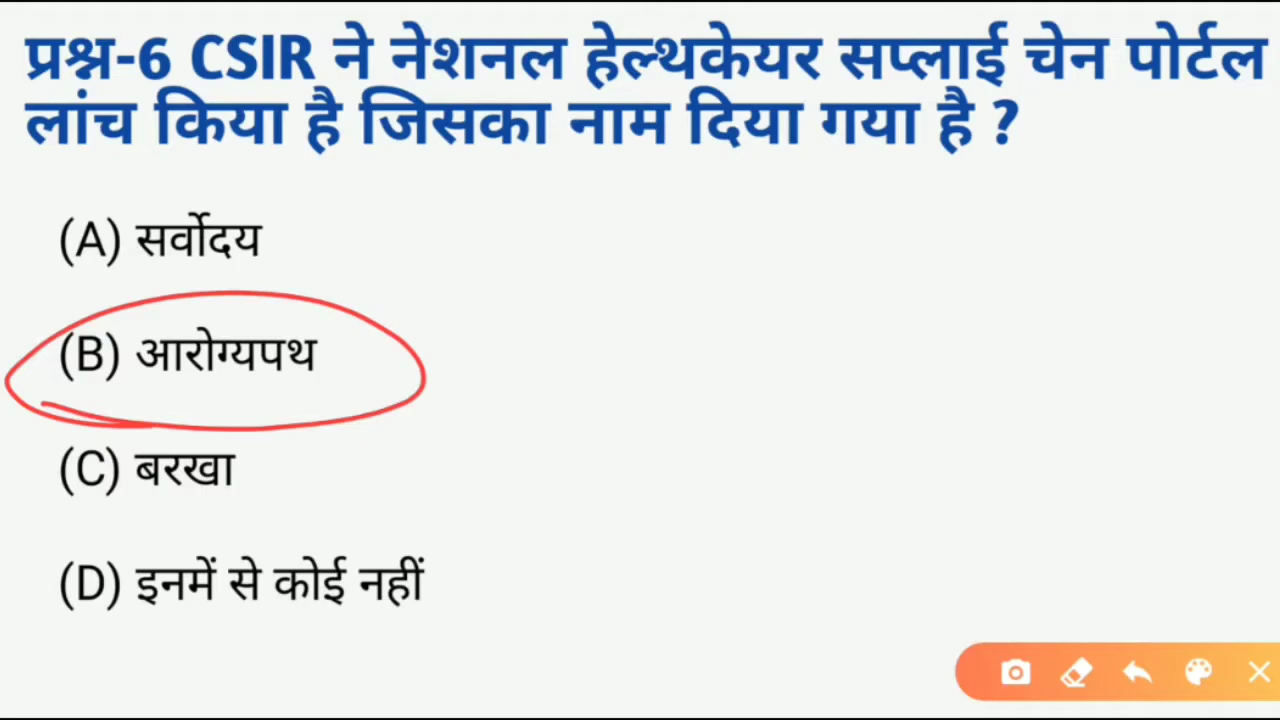 प्रश्न-6 CSIR ने नेशनल हेल्थकेयर सप्लाई चेन पोर्टल
लांच किया है जिसका नाम दिया गया है ?
(A) सर्वोदय
(B) आरोग्यपथ
(C) बरखा
(D) इनमें से कोई नहीं